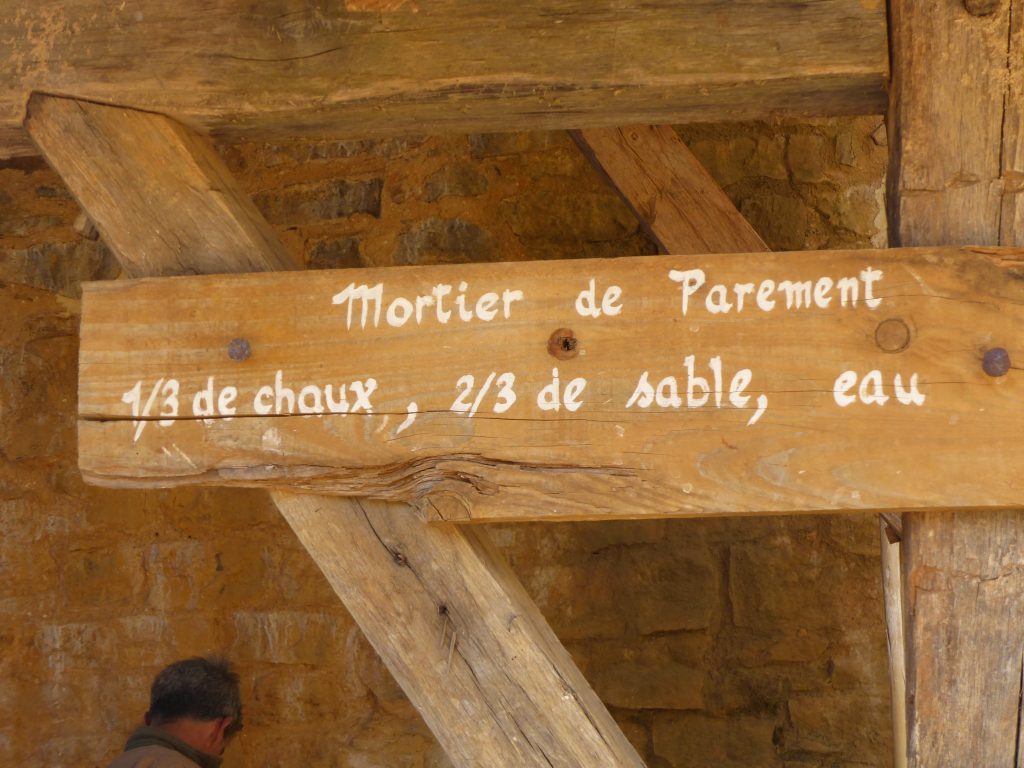 Mortier de Parement
1/3 de chaux, 2/3 de sable, eau